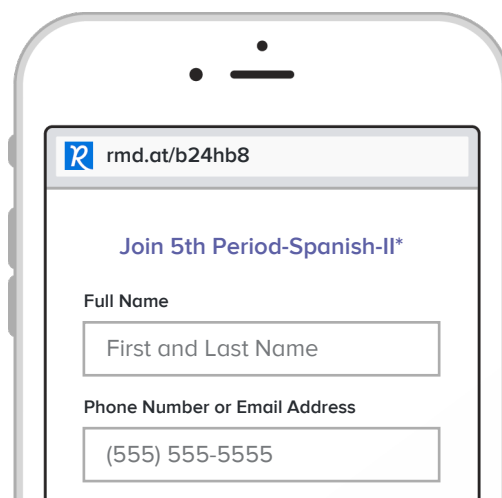 rmd.at/b24hb8
Join 5th Period-Spanish-II*
Full Name
First and Last Name
Phone Number or Email Address
(555) 555-5555